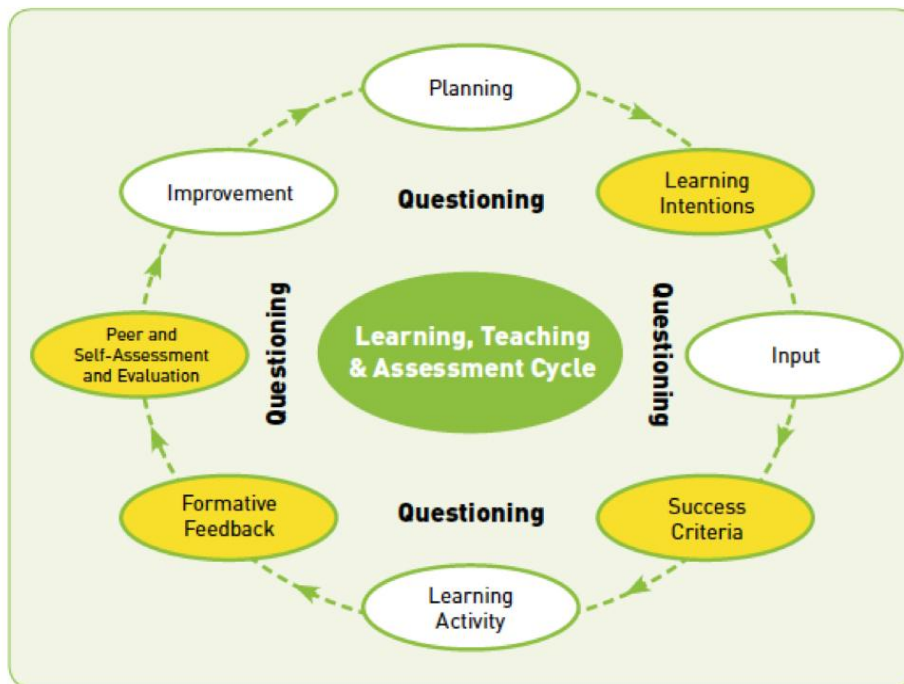 Planning
Learning
Intentions
Input
Success
Criteria
Learning
Activity
Formative
Feedback
Peer and
Self-Assessment
and Evaluation
Improvement
Questioning
Questioning
Questioning
Questioning
Learning, Teaching
& Assessment Cycle